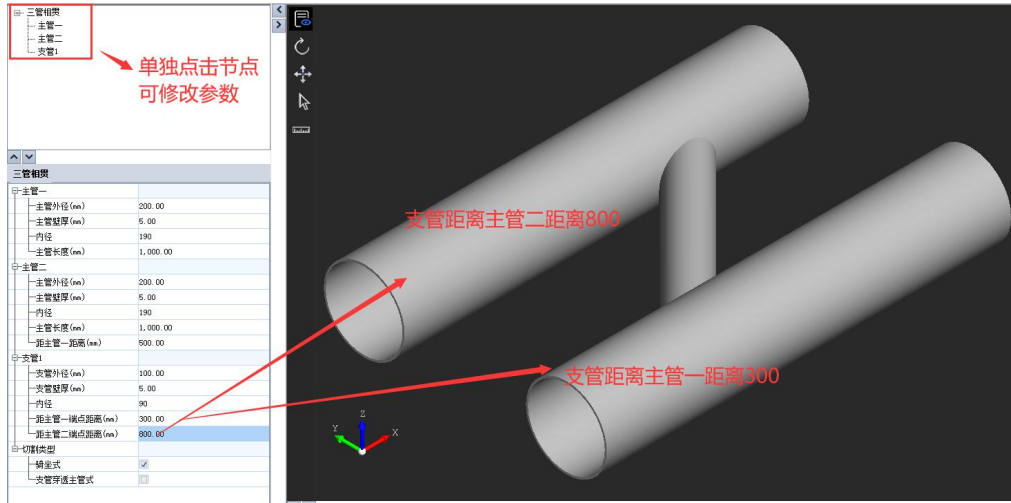 三管相贯
主管一
主管二
支管1
单独点击节点
可修改参数
三管相贯
主管一
主管外径(mm) 200.00
主管壁厚(mm) 5.00
内径 190
主管长度(mm) 1,000.00
主管二
主管外径(mm) 200.00
主管壁厚(mm) 5.00
内径 190
主管长度(mm) 1,000.00
距主管一距离(mm) 500.00
支管1
支管外径(mm) 100.00
支管壁厚(mm) 5.00
内径 90
距主管一端点距离(mm) 300.00
距主管二端点距离(mm) 800.00
切割类型
骑坐式
支管穿透主管式
支管距离主管二距离800
支管距离主管一距离300
Z
Y
X